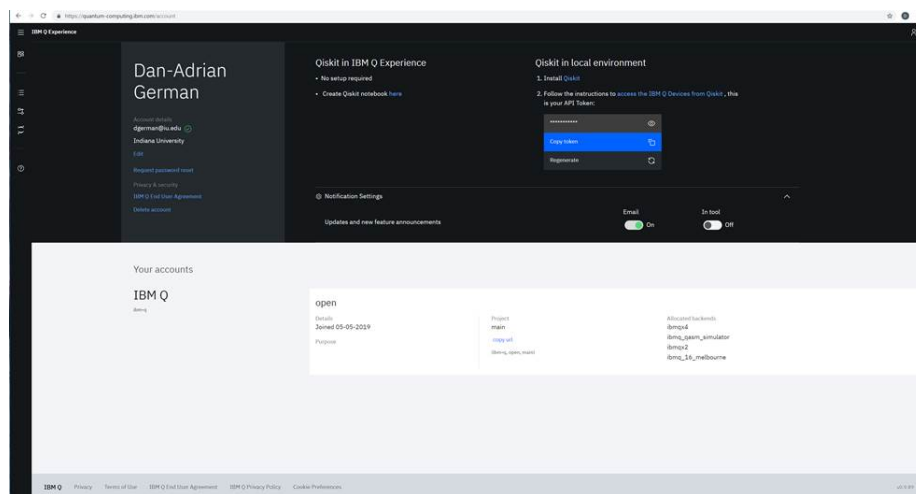 https://quantum-computing.ibm.com/account
IBM Q Experience
Dan-Adrian
German
Account details
dgerman@iu.edu
Indiana University
Edit
Request password reset
Privacy & security
IBM Q End User Agreement
Delete account
Qiskit in IBM Q Experience
• No setup required
• Create Qiskit notebook here
Qiskit in local environment
1. Install Qiskit
2. Follow the instructions to access the IBM Q Devices from Qiskit , this
is your API Token:
***********
Copy token
Regenerate
Notification Settings
Email
In tool
Updates and new feature announcements
On
Off
Your accounts
IBM Q
ibm-q
open
Details
Joined 05-05-2019
Purpose
Project
main
copy url
(ibm-q, open, main)
Allocated backends
ibmqx4
ibmq_qasm_simulator
ibmqx2
ibmq_16_melbourne
IBM Q
Privacy
Terms of Use
IBM Q End User Agreement
IBM Q Privacy Policy
Cookie Preferences